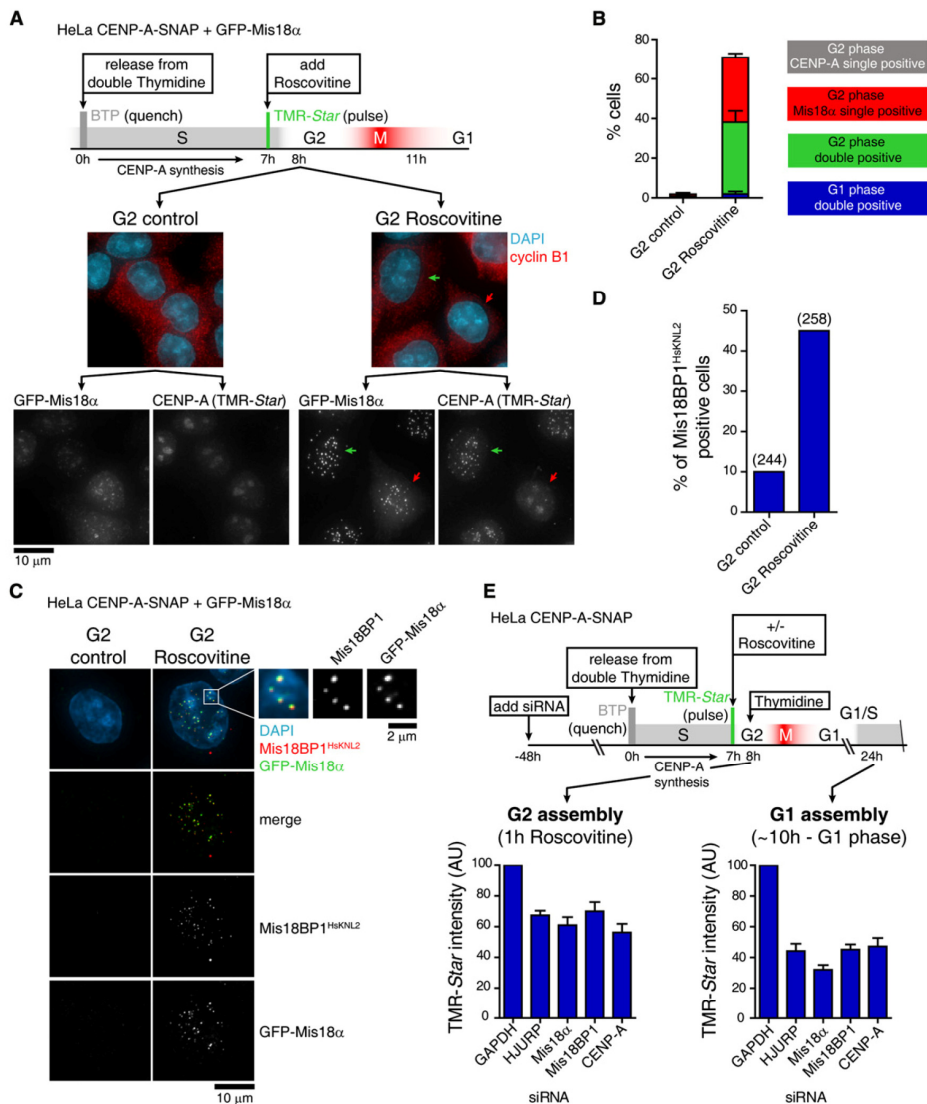 A
HeLa CENP-A-SNAP + GFP-Mis18α
release from
double Thymidine
add
Roscovitine
BTP (quench)
TMR-Star (pulse)
S
G2
M
G1
0h
7h
8h
11h
CENP-A synthesis
G2 control
G2 Roscovitine
DAPI
cyclin B1
GFP-Mis18α
CENP-A (TMR-Star)
GFP-Mis18α
CENP-A (TMR-Star)
10 μm
B
% cells
80
60
40
20
0
G2 control
G2 Roscovitine
G2 phase
CENP-A single positive
G2 phase
Mis18α single positive
G2 phase
double positive
G1 phase
double positive
D
% of Mis18BP1HsKNL2
positive cells
50
40
30
20
10
0
(244)
(258)
G2 control
G2 Roscovitine
C
HeLa CENP-A-SNAP + GFP-Mis18α
G2
control
G2
Roscovitine
Mis18BP1
GFP-Mis18α
2 μm
DAPI
Mis18BP1HsKNL2
GFP-Mis18α
merge
Mis18BP1HsKNL2
GFP-Mis18α
10 μm
E
HeLa CENP-A-SNAP
+/-
Roscovitine
release from
double Thymidine
add siRNA
BTP
(quench)
TMR-Star
(pulse)
Thymidine
S
G2
M
G1
G1/S
-48h
0h
7h
8h
24h
CENP-A
synthesis
G2 assembly
(1h Roscovitine)
TMR-Star intensity (AU)
100
80
60
40
20
0
GAPDH
HJURP
Mis18α
Mis18BP1
CENP-A
siRNA
G1 assembly
(~10h - G1 phase)
TMR-Star intensity (AU)
100
80
60
40
20
0
GAPDH
HJURP
Mis18α
Mis18BP1
CENP-A
siRNA